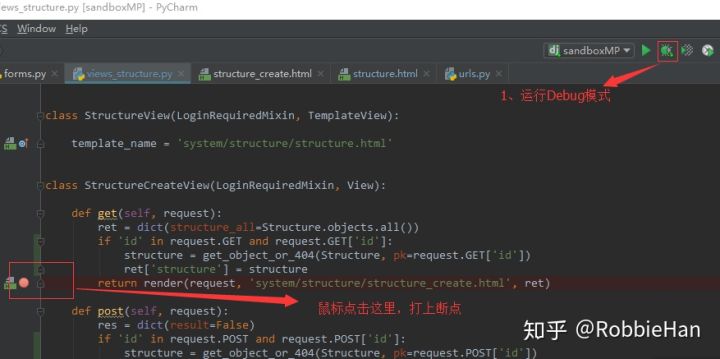 iews_structure.py [sandboxMP] - PyCharm
CS Window Help
sandboxMP
forms.py views_structure.py structure_create.html structure.html urls.py
1、运行Debug模式
class StructureView(LoginRequiredMixin, TemplateView):
template_name = 'system/structure/structure.html'
class StructureCreateView(LoginRequiredMixin, View):
def get(self, request):
ret = dict(structure_all=Structure.objects.all())
if 'id' in request.GET and request.GET['id']:
structure = get_object_or_404(Structure, pk=request.GET['id'])
ret['structure'] = structure
return render(request, 'system/structure/structure_create.html', ret)
鼠标点击这里，打上断点
def post(self, request):
res = dict(result=False)
if 'id' in request.POST and request.POST['id']:
structure = get_object_or_404(Structure, pk=request.POST['id'])
知乎 @RobbieHan